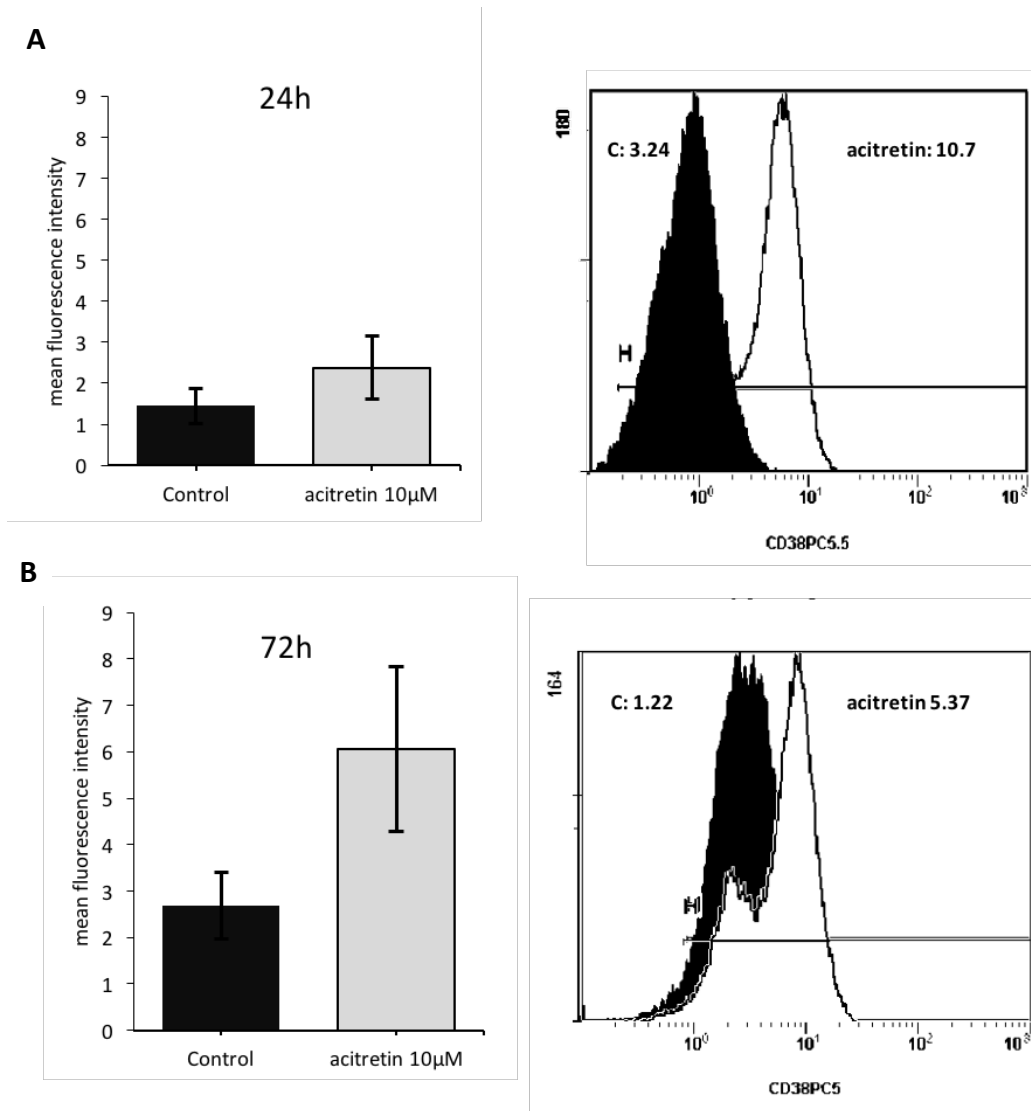 A
24h
mean fluorescence intensity
9
8
7
6
5
4
3
2
1
0
Control acitretin 10µM
180
C: 3.24 acitretin: 10.7
H
10⁰ 10¹ 10² 10³
CD38PC5.5
B
72h
mean fluorescence intensity
9
8
7
6
5
4
3
2
1
0
Control acitretin 10µM
164
C: 1.22 acitretin 5.37
H
10⁰ 10¹ 10² 10³
CD38PC5